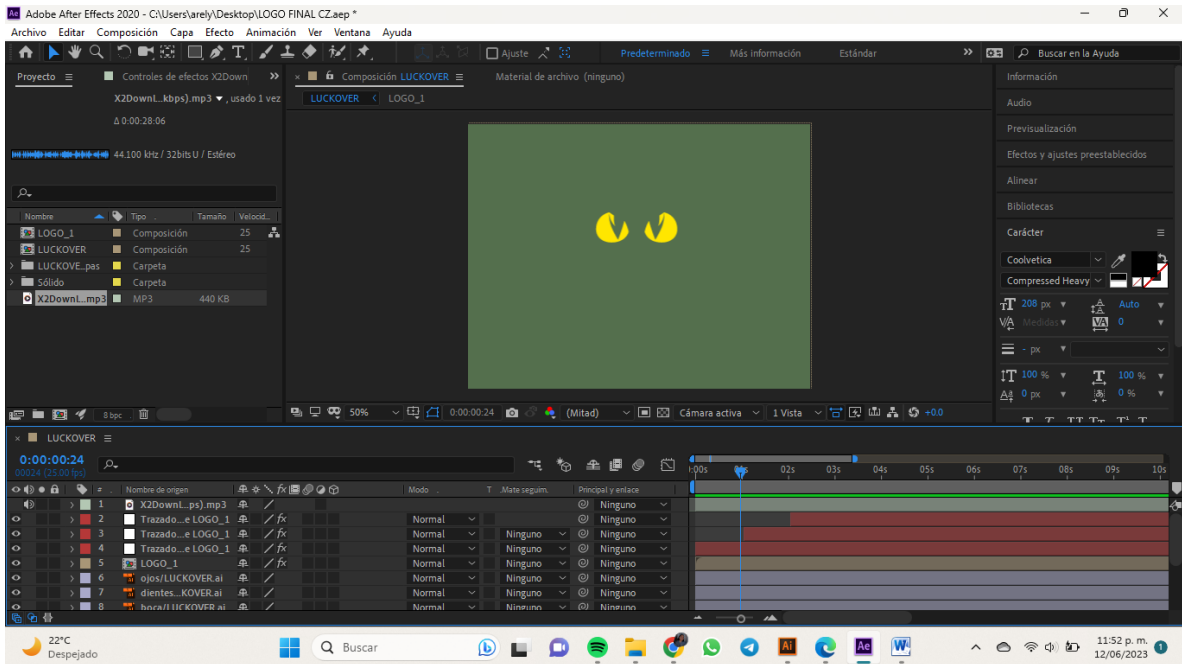 Adobe After Effects 2020 - C:\Users\arely\Desktop\LOGO FINAL CZ.aep *
Archivo Editar Composición Capa Efecto Animación Ver Ventana Ayuda
Ajuste Predeterminado Más información Estándar Buscar en la Ayuda
Proyecto Controles de efectos X2Down
X2Downl...kbps).mp3 , usado 1 vez
Δ 0:00:28:06
44.100 kHz / 32bits U / Estéreo
Nombre Tipo Tamaño Velocid...
LOGO_1 Composición 25
LUCKOVER Composición 25
LUCKOVE..pas Carpeta
Sólido Carpeta
X2Downl...mp3 MP3 440 KB
8 bpc
Composición LUCKOVER Material de archivo (ninguno)
LUCKOVER LOGO_1
50% 0:00:00:24 (Mitad) Cámara activa 1 Vista +0.0
Información
Audio
Previsualización
Efectos y ajustes preestablecidos
Alinear
Bibliotecas
Carácter
Coolvetica
Compressed Heavy
208 px Auto
Medidas 0
- px
100 % 100 %
0 px 0 %
LUCKOVER
0:00:00:24
00024 (25.00 fps)
02s 03s 04s 05s 06s 07s 08s 09s 10s
# Nombre de origen Modo T .Mate seguim. Principal y enlace
1 X2Downl...ps).mp3 Ninguno
2 Trazado...e LOGO_1 Normal Ninguno
3 Trazado...e LOGO_1 Normal Ninguno Ninguno
4 Trazado...e LOGO_1 Normal Ninguno Ninguno
5 LOGO_1 Normal Ninguno Ninguno
6 ojos/LUCKOVER.ai Normal Ninguno Ninguno
7 dientes...KOVER.ai Normal Ninguno Ninguno
8 boca/LUCKOVER.ai Normal Ninguno Ninguno
22°C
Despejado
Buscar
11:52 p. m.
12/06/2023
1